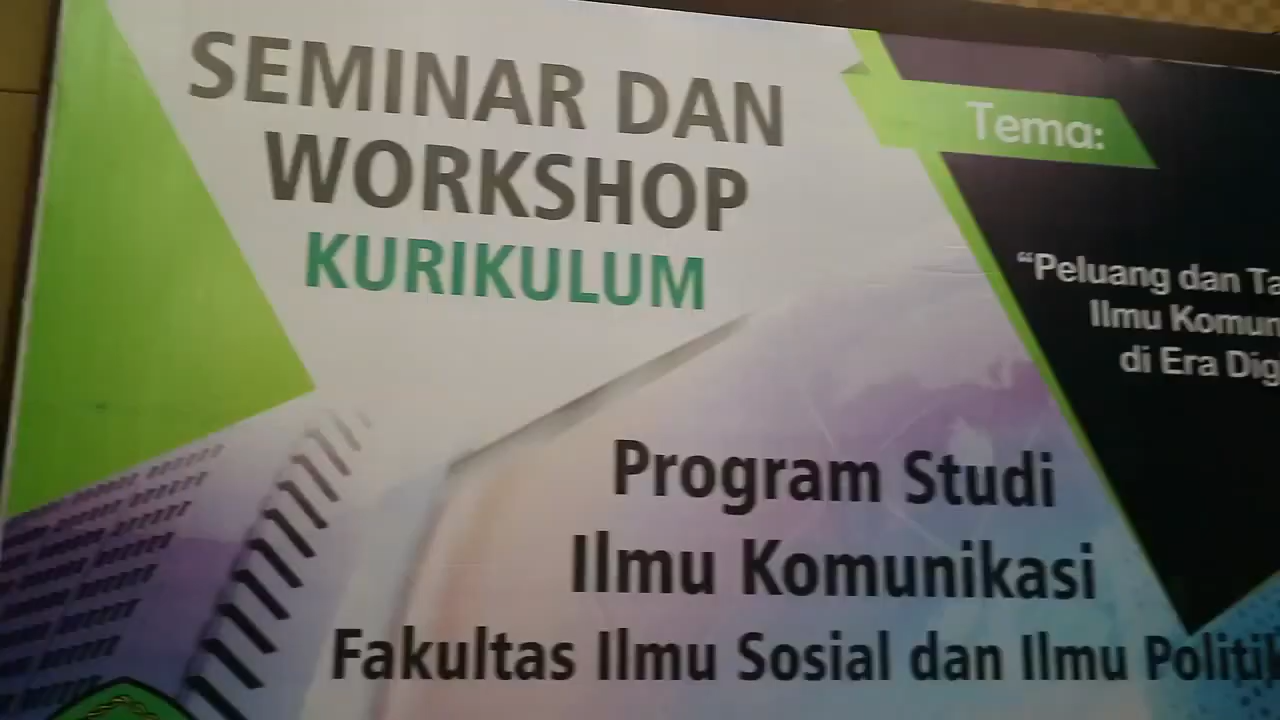 SEMINAR DAN
WORKSHOP
KURIKULUM
Tema:
“Peluang dan
Ilmu
di Era
Program Studi
Ilmu Komunikasi
Fakultas Ilmu Sosial dan Ilmu Politik